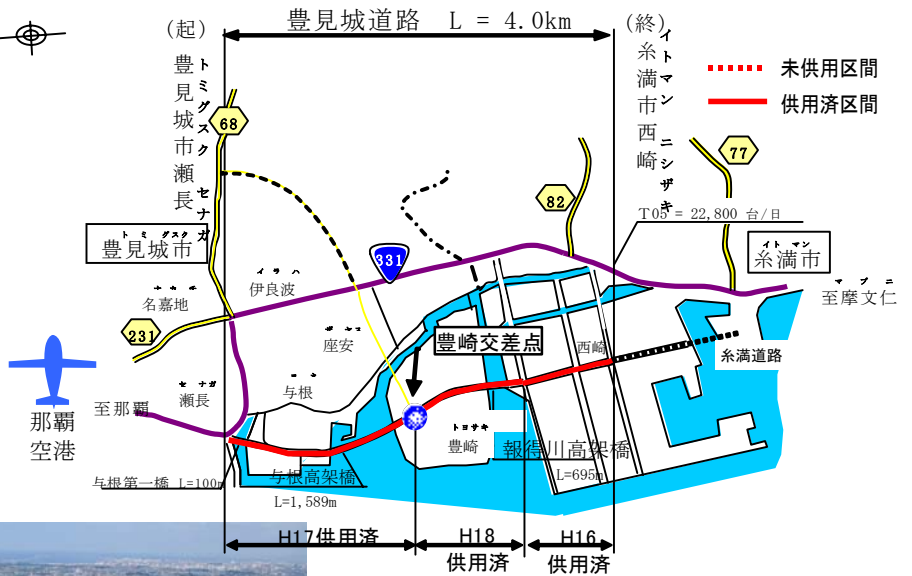 豊見城道路 L = 4.0km
(起)
トミグスク セナガ
豊見城市瀬長
(終)
イトマン ニシザキ
糸満市西崎
未供用区間
供用済区間
68
82
77
T05 = 22,800 台/日
トミグスク
豊見城市
イトマン
糸満市
331
ナカチ
名嘉地
イラハ
伊良波
マブニ
至摩文仁
231
座安
豊崎交差点
西崎
糸満道路
那覇
空港
至那覇
セナガ
瀬長
ヨネ
与根
トヨサキ
豊崎
報得川高架橋
L=695m
与根第一橋 L=100m
与根高架橋
L=1,589m
H17供用済
H18
供用済
H16
供用済